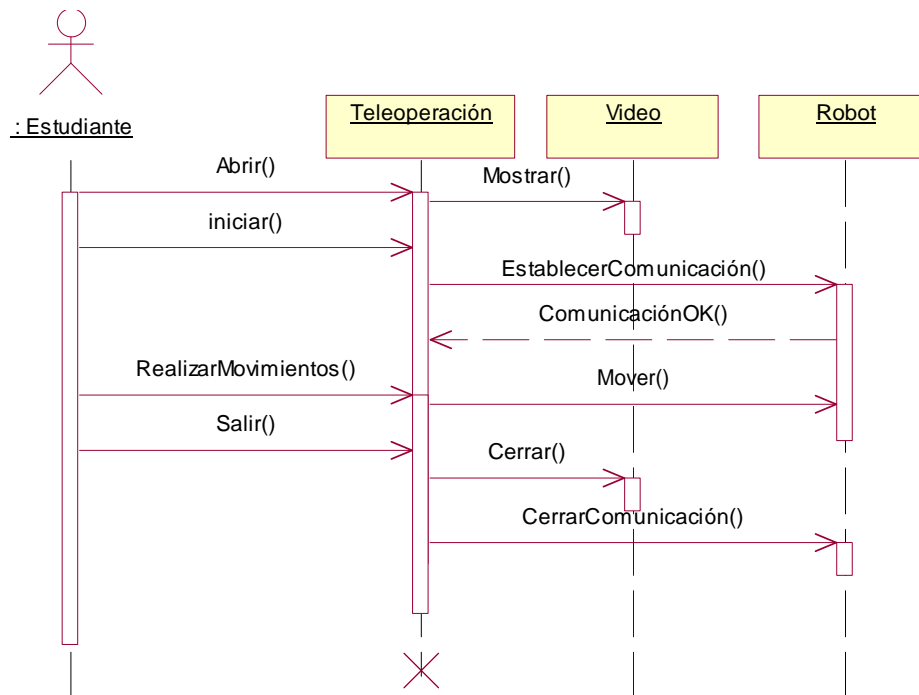 : Estudiante
Teleoperación
Video
Robot
Abrir()
Mostrar()
iniciar()
EstablecerComunicación()
ComunicaciónOK()
RealizarMovimientos()
Mover()
Salir()
Cerrar()
CerrarComunicación()